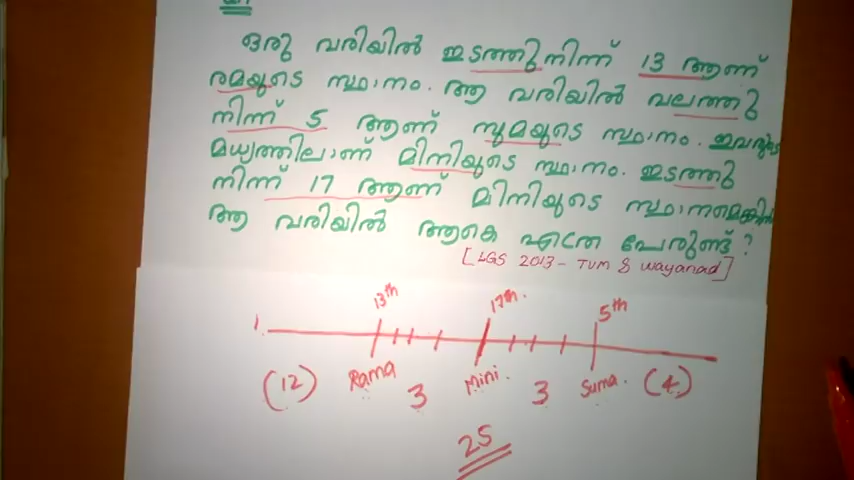 ഒരു വരിയിൽ ഇടത്തുനിന്ന് 13 ആണ്
രമയുടെ സ്ഥാനം. ആ വരിയിൽ വലത്തു
നിന്ന് 5 ആണ് സുമയുടെ സ്ഥാനം. ഇവരുടെ
മധ്യത്തിലാണ് മിനിയുടെ സ്ഥാനം. ഇടത്തു
നിന്ന് 17 ആണ് മിനിയുടെ സ്ഥാനമെങ്കിൽ
ആ വരിയിൽ ആകെ എത്ര പേരുണ്ട്?
[LGS 2013 - TVM & Wayanad]
13th 17th. 5th
1
(12) Rama 3 Mini. 3 Suma. (4)
25